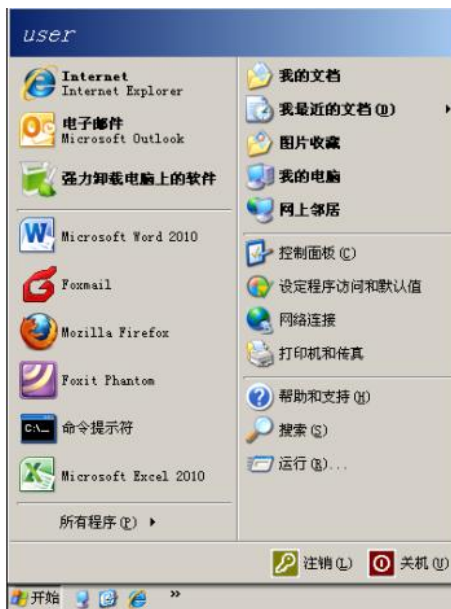 user
Internet
Internet Explorer
电子邮件
Microsoft Outlook
强力卸载电脑上的软件
Microsoft Word 2010
Foxmail
Mozilla Firefox
Foxit Phantom
命令提示符
Microsoft Excel 2010
所有程序(P)
我的文档
我最近的文档(D)
图片收藏
我的电脑
网上邻居
控制面板(C)
设定程序访问和默认值
网络连接
打印机和传真
帮助和支持(H)
搜索(S)
运行(R)...
注销(L)
关机(U)
开始
»